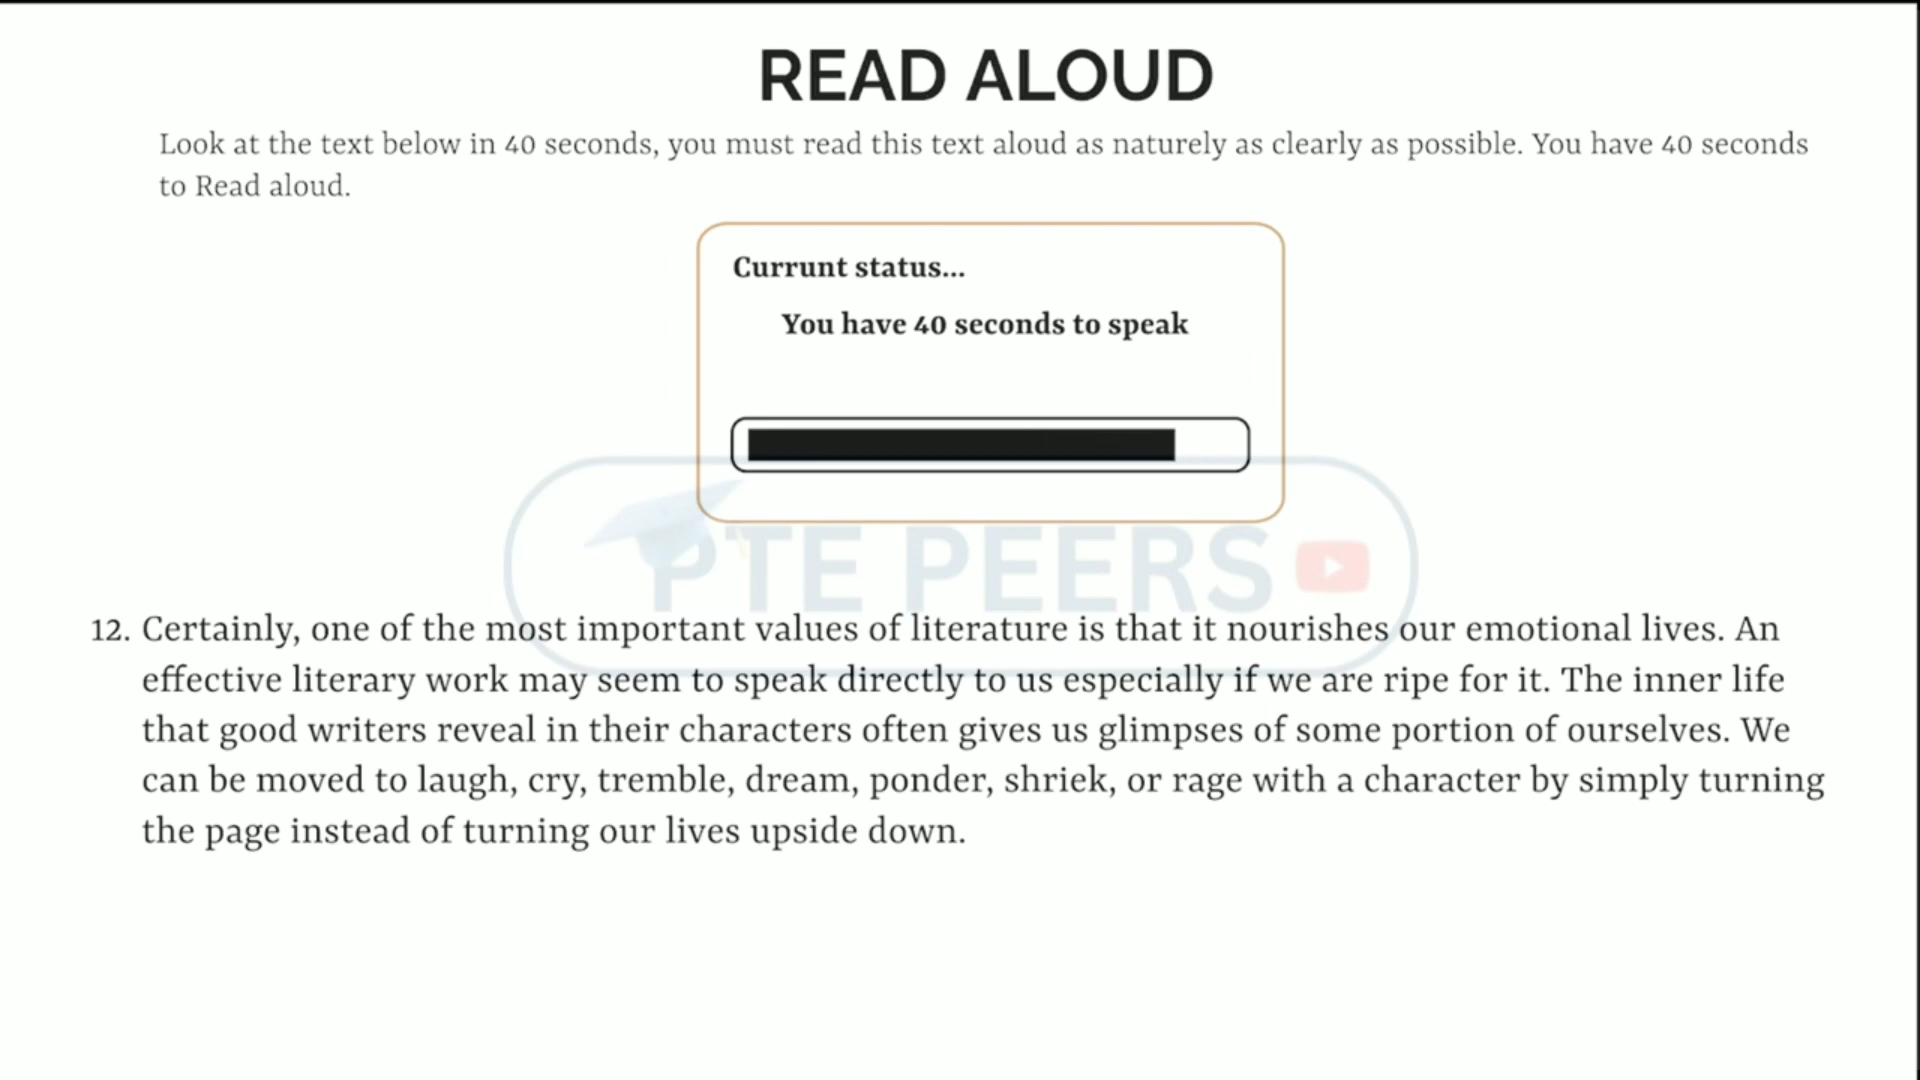 READ ALOUD
Look at the text below in 40 seconds, you must read this text aloud as naturely as clearly as possible. You have 40 seconds
to Read aloud.
Currunt status...
You have 40 seconds to speak
PTE PEERS
12. Certainly, one of the most important values of literature is that it nourishes our emotional lives. An
effective literary work may seem to speak directly to us especially if we are ripe for it. The inner life
that good writers reveal in their characters often gives us glimpses of some portion of ourselves. We
can be moved to laugh, cry, tremble, dream, ponder, shriek, or rage with a character by simply turning
the page instead of turning our lives upside down.